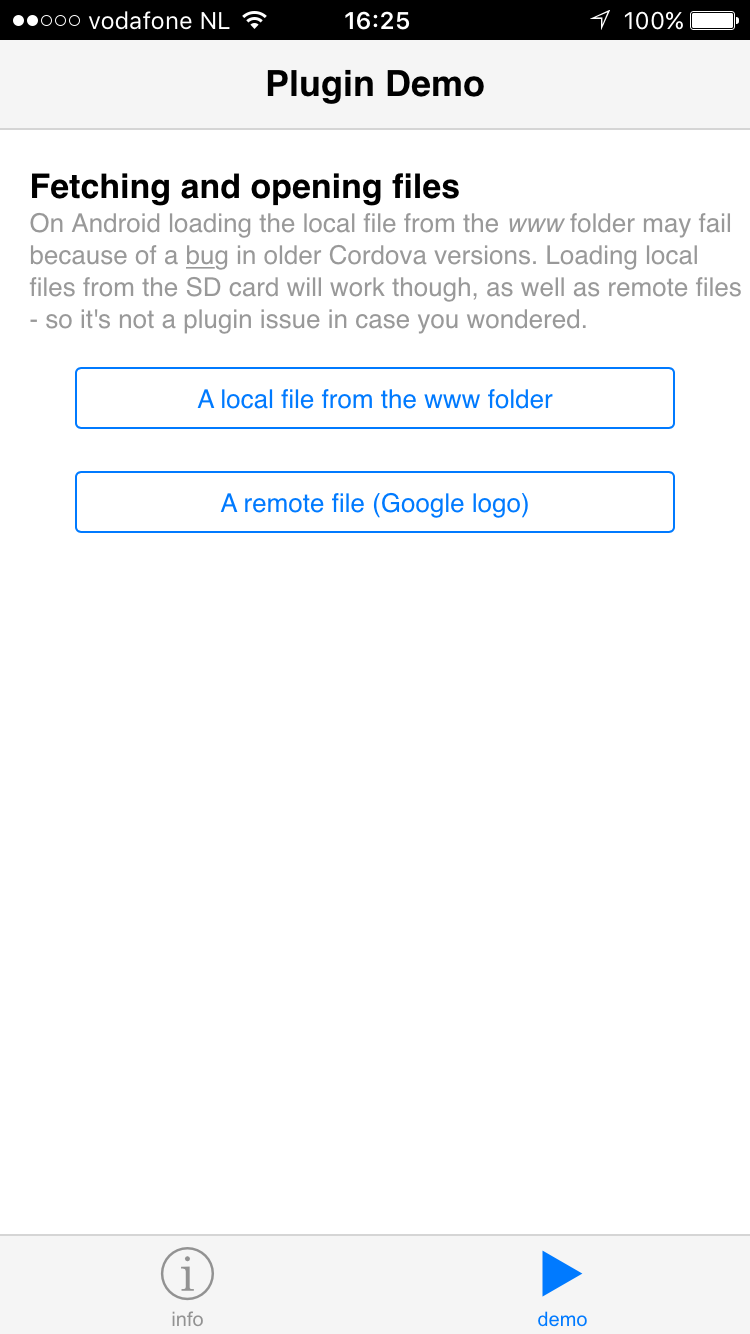 vodafone NL 16:25 100%
Plugin Demo
Fetching and opening files
On Android loading the local file from the www folder may fail
because of a bug in older Cordova versions. Loading local
files from the SD card will work though, as well as remote files
- so it's not a plugin issue in case you wondered.
A local file from the www folder
A remote file (Google logo)
info demo